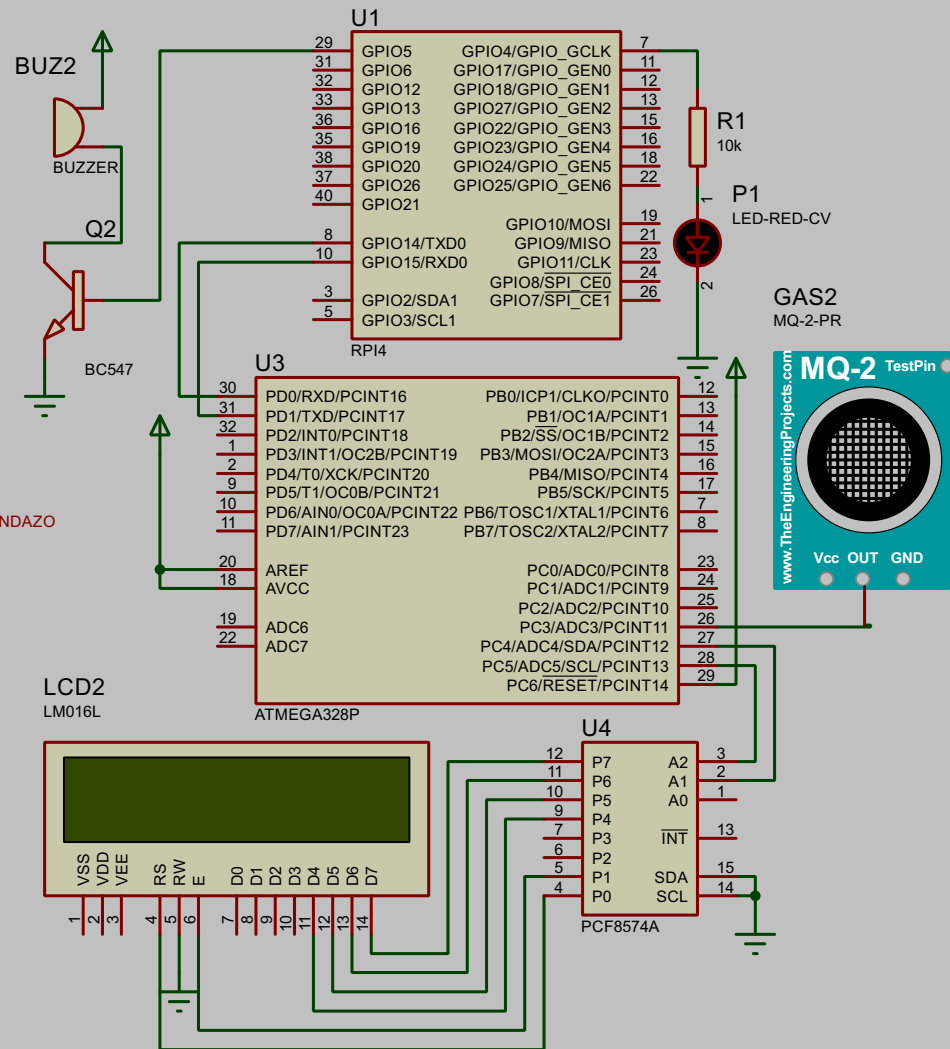 U1
BUZ2
BUZZER
Q2
BC547
29 GPIO5
31 GPIO6
32 GPIO12
33 GPIO13
36 GPIO16
35 GPIO19
38 GPIO20
37 GPIO26
40 GPIO21
8 GPIO14/TXD0
10 GPIO15/RXD0
3 GPIO2/SDA1
5 GPIO3/SCL1
GPIO4/GPIO_GCLK 7
GPIO17/GPIO_GEN0 11
GPIO18/GPIO_GEN1 12
GPIO27/GPIO_GEN2 13
GPIO22/GPIO_GEN3 15
GPIO23/GPIO_GEN4 16
GPIO24/GPIO_GEN5 18
GPIO25/GPIO_GEN6 22
GPIO10/MOSI 19
GPIO9/MISO 21
GPIO11/CLK 23
GPIO8/SPI_CE0 24
GPIO7/SPI_CE1 26
RPI4
R1
10k
P1
LED-RED-CV
1
2
GAS2
MQ-2-PR
MQ-2 TestPin
www.TheEngineeringProjects.com
Vcc OUT GND
U3
30 PD0/RXD/PCINT16
31 PD1/TXD/PCINT17
32 PD2/INT0/PCINT18
1 PD3/INT1/OC2B/PCINT19
2 PD4/T0/XCK/PCINT20
9 PD5/T1/OC0B/PCINT21
10 PD6/AIN0/OC0A/PCINT22
11 PD7/AIN1/PCINT23
20 AREF
18 AVCC
19 ADC6
22 ADC7
PB0/ICP1/CLKO/PCINT0 12
PB1/OC1A/PCINT1 13
PB2/SS/OC1B/PCINT2 14
PB3/MOSI/OC2A/PCINT3 15
PB4/MISO/PCINT4 16
PB5/SCK/PCINT5 17
PB6/TOSC1/XTAL1/PCINT6 7
PB7/TOSC2/XTAL2/PCINT7 8
PC0/ADC0/PCINT8 23
PC1/ADC1/PCINT9 24
PC2/ADC2/PCINT10 25
PC3/ADC3/PCINT11 26
PC4/ADC4/SDA/PCINT12 27
PC5/ADC5/SCL/PCINT13 28
PC6/RESET/PCINT14 29
ATMEGA328P
NDAZO
LCD2
LM016L
VSS VDD VEE RS RW E D0 D1 D2 D3 D4 D5 D6 D7
1 2 3 4 5 6 7 8 9 10 11 12 13 14
U4
12 P7
11 P6
10 P5
9 P4
7 P3
6 P2
5 P1
4 P0
A2 3
A1 2
A0 1
INT 13
SDA 15
SCL 14
PCF8574A